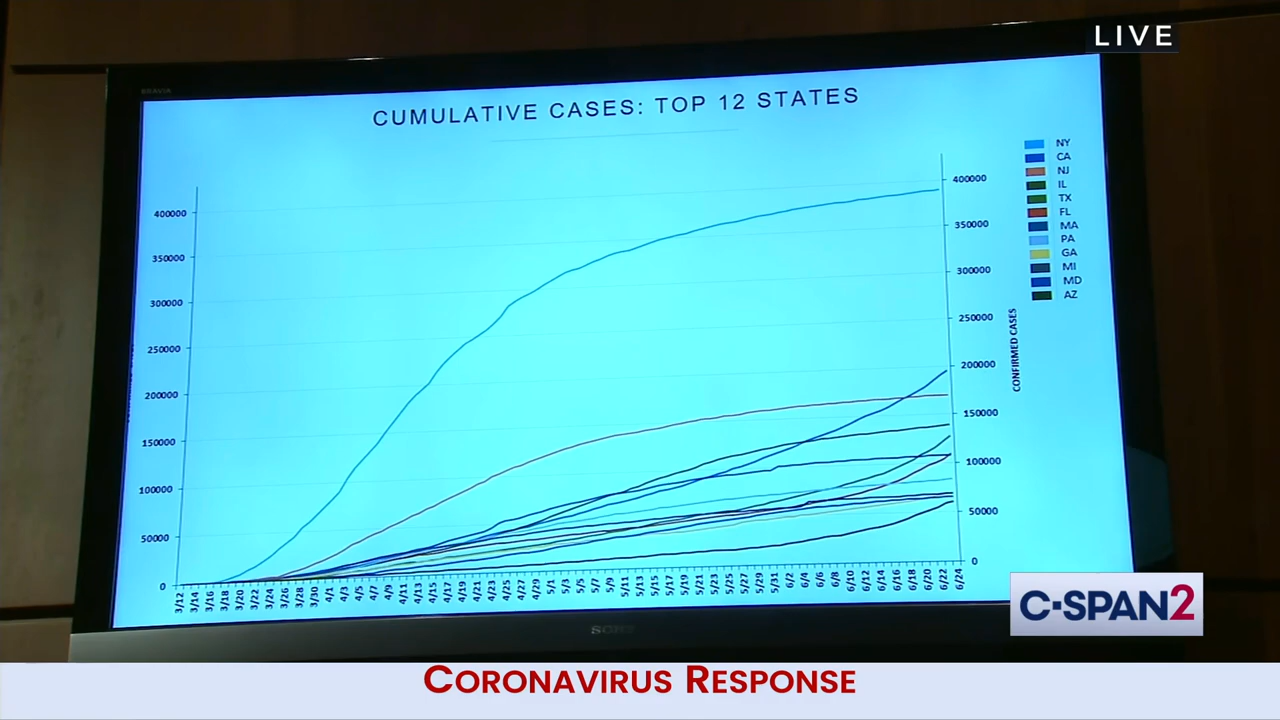 LIVE
BRAVIA
CUMULATIVE CASES: TOP 12 STATES
400000
350000
300000
250000
200000
150000
100000
50000
0
400000
350000
300000
250000
200000
150000
100000
50000
0
CONFIRMED CASES
NY
CA
NJ
IL
TX
FL
MA
PA
GA
MI
MD
AZ
3/12 3/14 3/16 3/18 3/20 3/22 3/24 3/26 3/28 3/30 4/1 4/3 4/5 4/7 4/9 4/11 4/13 4/15 4/17 4/19 4/21 4/23 4/25 4/27 4/29 5/1 5/3 5/5 5/7 5/9 5/11 5/13 5/15 5/17 5/19 5/21 5/23 5/25 5/27 5/29 5/31 6/2 6/4 6/6 6/8 6/10 6/12 6/14 6/16 6/18 6/20 6/22 6/24
SONY
C-SPAN2
CORONAVIRUS RESPONSE